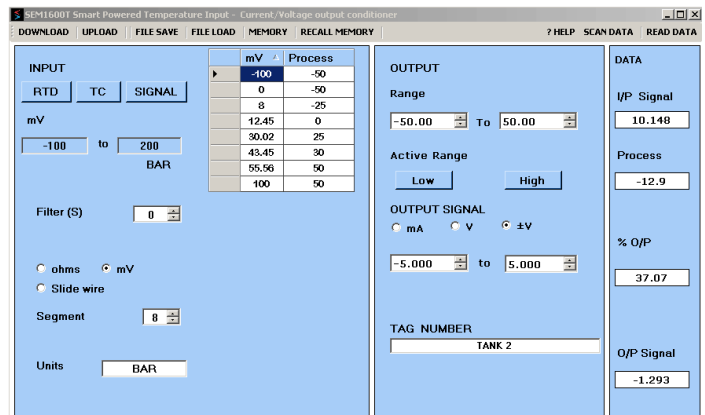 SEM1600T Smart Powered Temperature Input - Current/Voltage output conditioner
DOWNLOAD UPLOAD FILE SAVE FILE LOAD MEMORY RECALL MEMORY ? HELP SCAN DATA READ DATA
INPUT
RTD TC SIGNAL
mV
-100 to 200
BAR
Filter (S) 0
ohms mV
Slide wire
Segment 8
Units BAR
mV Process
-100 -50
0 -50
8 -25
12.45 0
30.02 25
43.45 30
55.56 50
100 50
OUTPUT
Range
-50.00 To 50.00
Active Range
Low High
OUTPUT SIGNAL
mA V ±V
-5.000 to 5.000
TAG NUMBER
TANK 2
DATA
I/P Signal
10.148
Process
-12.9
% O/P
37.07
O/P Signal
-1.293